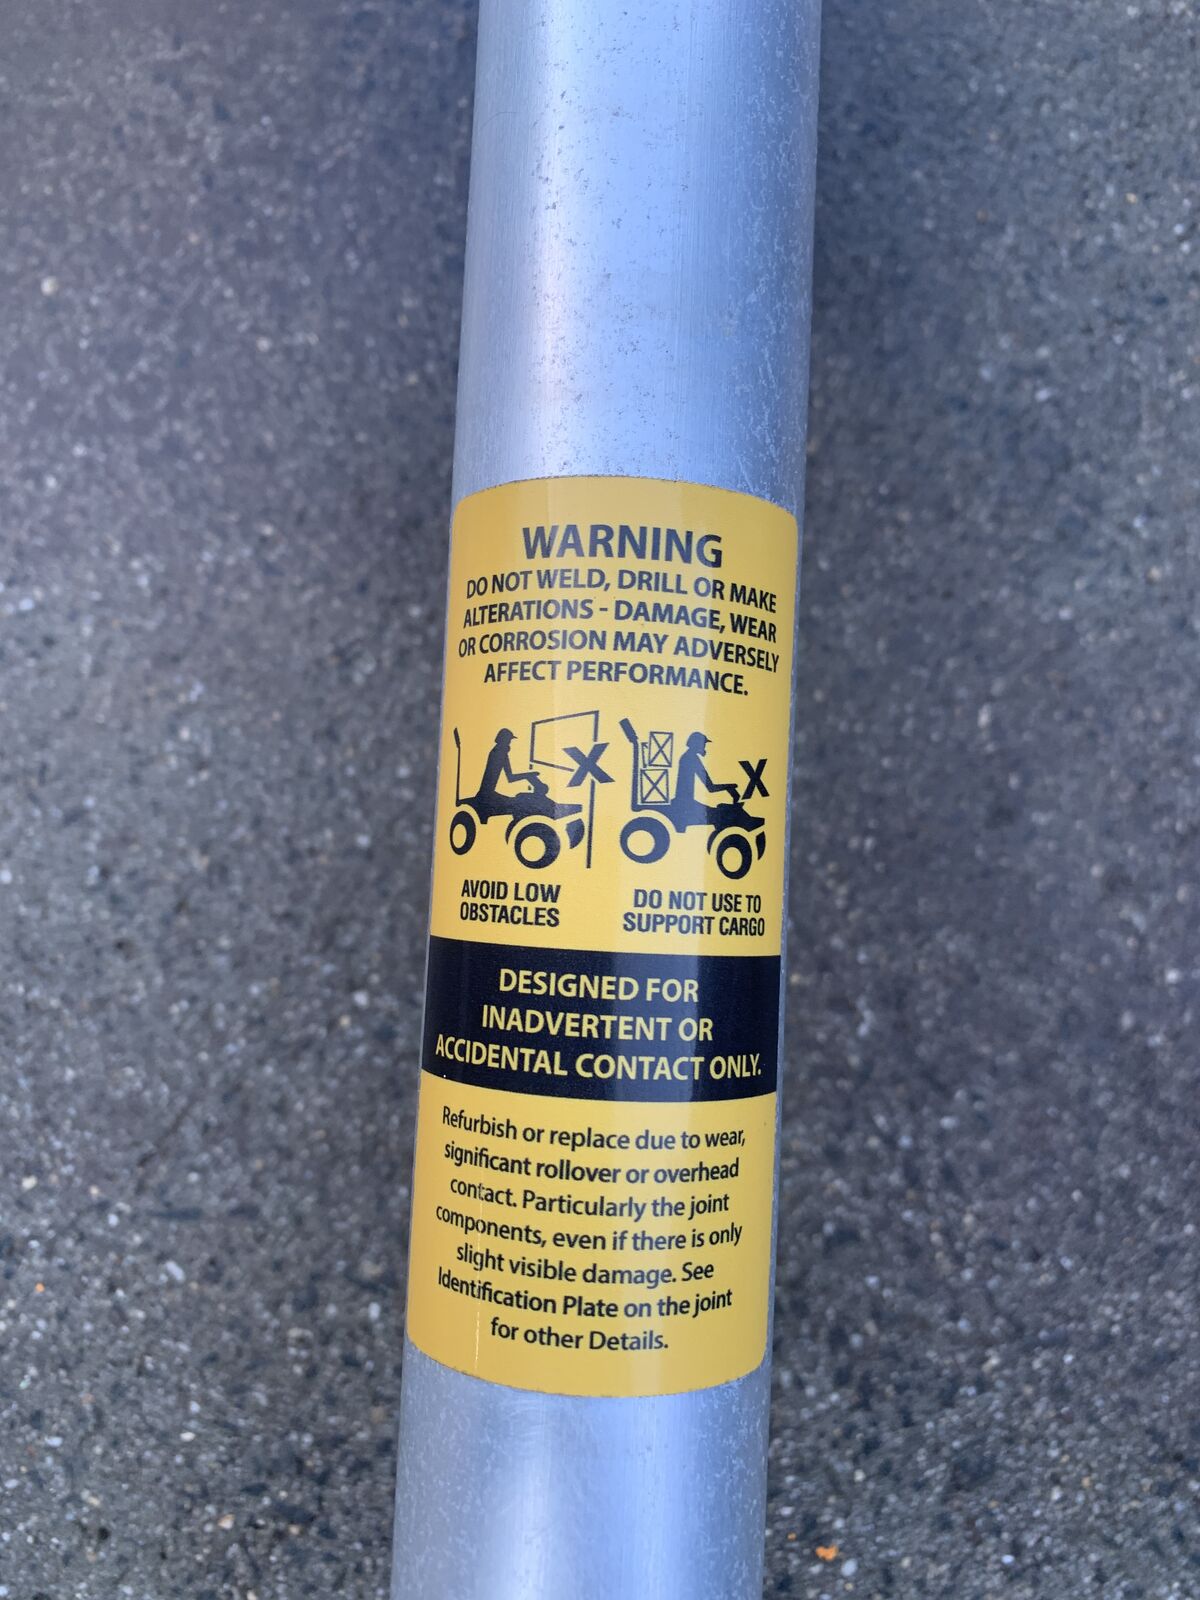 WARNING
DO NOT WELD, DRILL OR MAKE
ALTERATIONS - DAMAGE, WEAR
OR CORROSION MAY ADVERSELY
AFFECT PERFORMANCE.
X
X
AVOID LOW
OBSTACLES
DO NOT USE TO
SUPPORT CARGO
DESIGNED FOR
INADVERTENT OR
ACCIDENTAL CONTACT ONLY.
Refurbish or replace due to wear,
significant rollover or overhead
contact. Particularly the joint
components, even if there is only
slight visible damage. See
Identification Plate on the joint
for other Details.